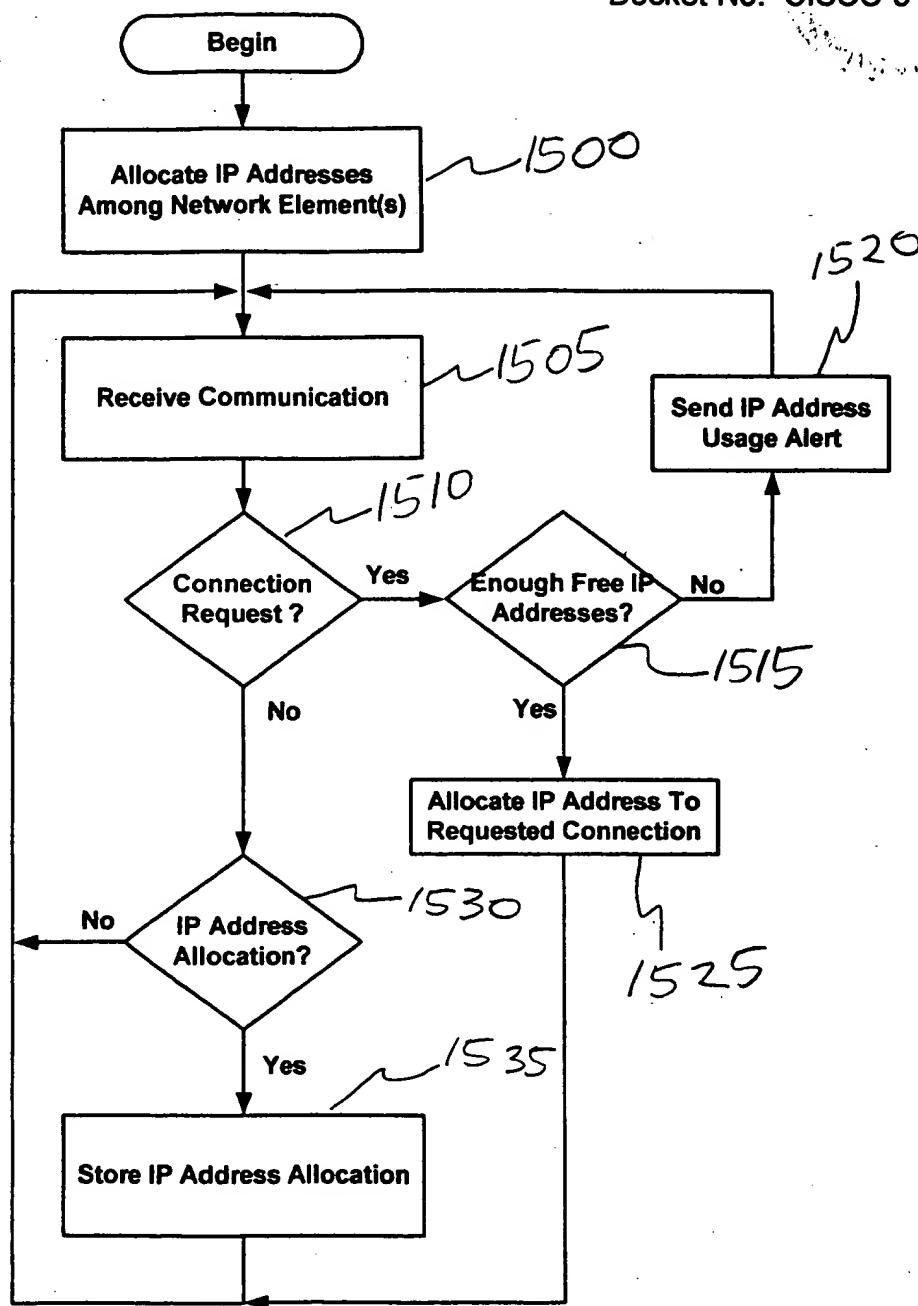 Begin
Allocate IP Addresses
Among Network Element(s)
1500
1520
Receive Communication
1505
Send IP Address
Usage Alert
1510
Connection
Request ?
Yes
Enough Free IP
Addresses?
No
1515
No
Yes
Allocate IP Address To
Requested Connection
1530
No
IP Address
Allocation?
1525
Yes
1535
Store IP Address Allocation